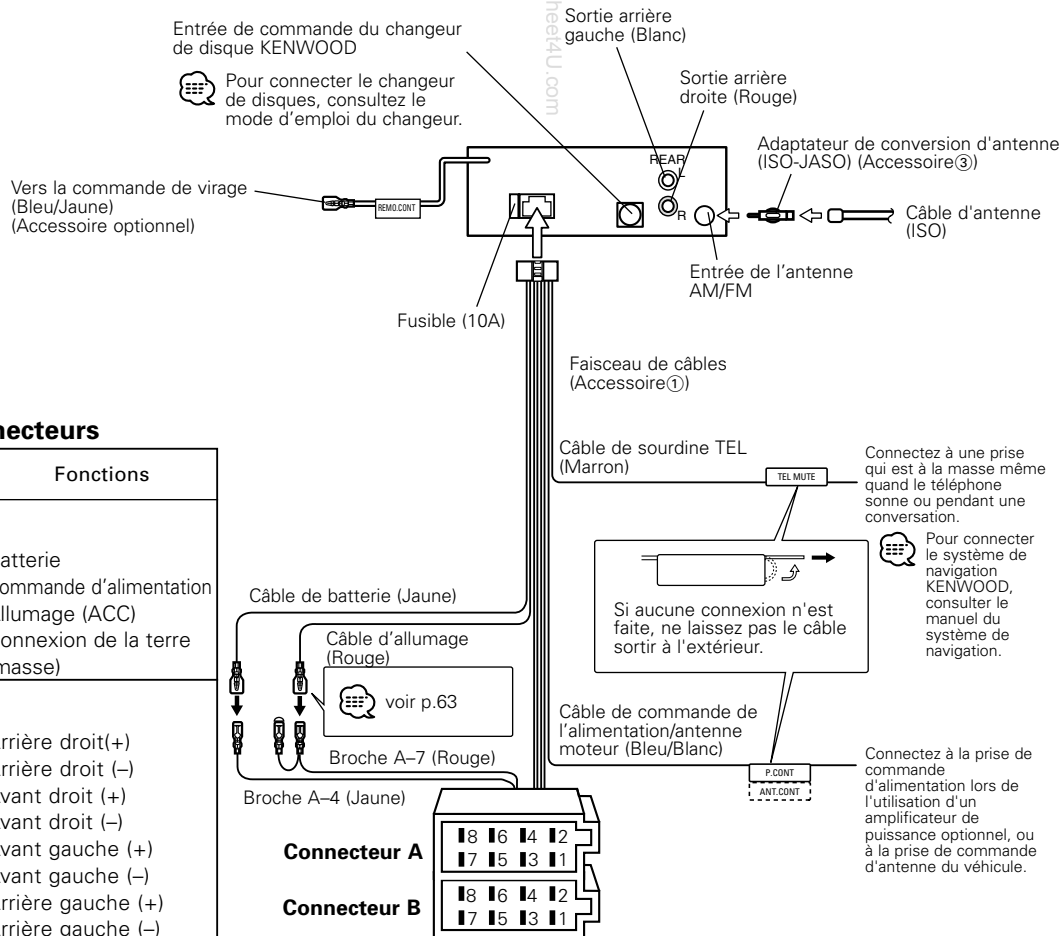 heet4U.com
Entrée de commande du changeur
de disque KENWOOD
Pour connecter le changeur
de disques, consultez le
mode d'emploi du changeur.
Sortie arrière
gauche (Blanc)
Sortie arrière
droite (Rouge)
Adaptateur de conversion d'antenne
(ISO-JASO) (Accessoire③)
REAR
L
R
Vers la commande de virage
(Bleu/Jaune)
(Accessoire optionnel)
REMO.CONT
Câble d'antenne
(ISO)
Entrée de l'antenne
AM/FM
Fusible (10A)
Faisceau de câbles
(Accessoire①)
necteurs
Fonctions
atterie
ommande d'alimentation
llumage (ACC)
onnexion de la terre
masse)
rrière droit(+)
rrière droit (–)
vant droit (+)
vant droit (–)
vant gauche (+)
vant gauche (–)
rrière gauche (+)
rrière gauche (–)
Câble de sourdine TEL
(Marron)
TEL MUTE
Connectez à une prise
qui est à la masse même
quand le téléphone
sonne ou pendant une
conversation.
Pour connecter
le système de
navigation
KENWOOD,
consulter le
manuel du
système de
navigation.
Si aucune connexion n'est
faite, ne laissez pas le câble
sortir à l'extérieur.
Câble de batterie (Jaune)
Câble d'allumage
(Rouge)
voir p.63
Câble de commande de
l'alimentation/antenne
moteur (Bleu/Blanc)
P.CONT
ANT.CONT
Connectez à la prise de
commande
d'alimentation lors de
l'utilisation d'un
amplificateur de
puissance optionnel, ou
à la prise de commande
d'antenne du véhicule.
Broche A–7 (Rouge)
Broche A–4 (Jaune)
Connecteur A
8 6 4 2
7 5 3 1
Connecteur B
8 6 4 2
7 5 3 1